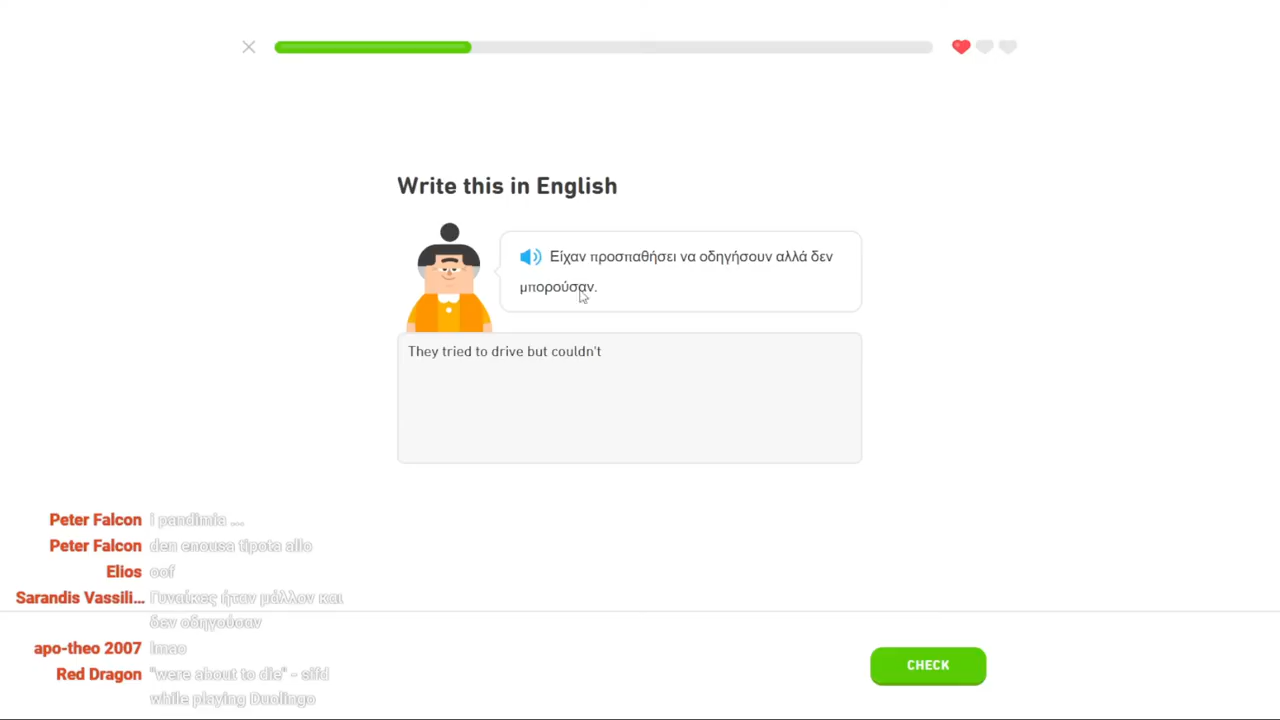 Write this in English
Είχαν προσπαθήσει να οδηγήσουν αλλά δεν
μπορούσαν.
They tried to drive but couldn't
Peter Falcon i pandimia ...
Peter Falcon den enousa tipota allo
Elios oof
Sarandis Vassili... Γυναίκες ήταν μάλλον και
δεν οδηγούσαν
apo-theo 2007 lmao
Red Dragon "were about to die" - sifd
while playing Duolingo
CHECK